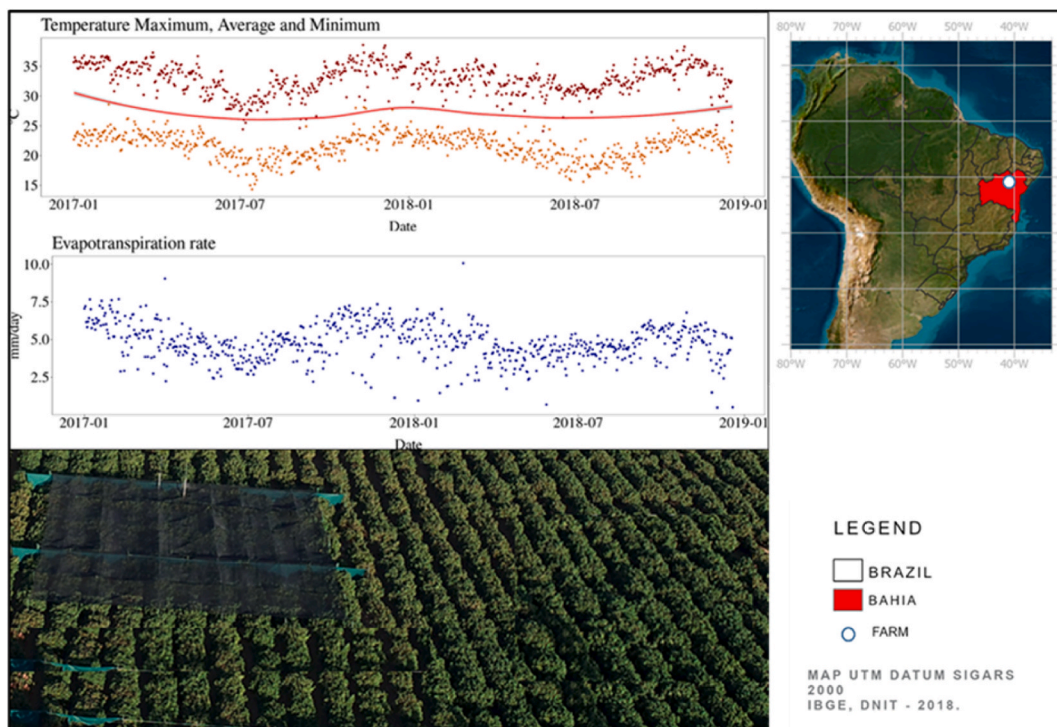 Temperature Maximum, Average and Minimum
35
30
25
20
15
°C
2017-01 2017-07 2018-01 2018-07 2019-01
Date
Evapotranspiration rate
10.0
7.5
5.0
2.5
mm/day
2017-01 2017-07 2018-01 2018-07 2019-01
Date
80°W 70°W 60°W 50°W 40°W
80°W 70°W 60°W 50°W 40°W
LEGEND
BRAZIL
BAHIA
FARM
MAP UTM DATUM SIGARS
2000
IBGE, DNIT - 2018.